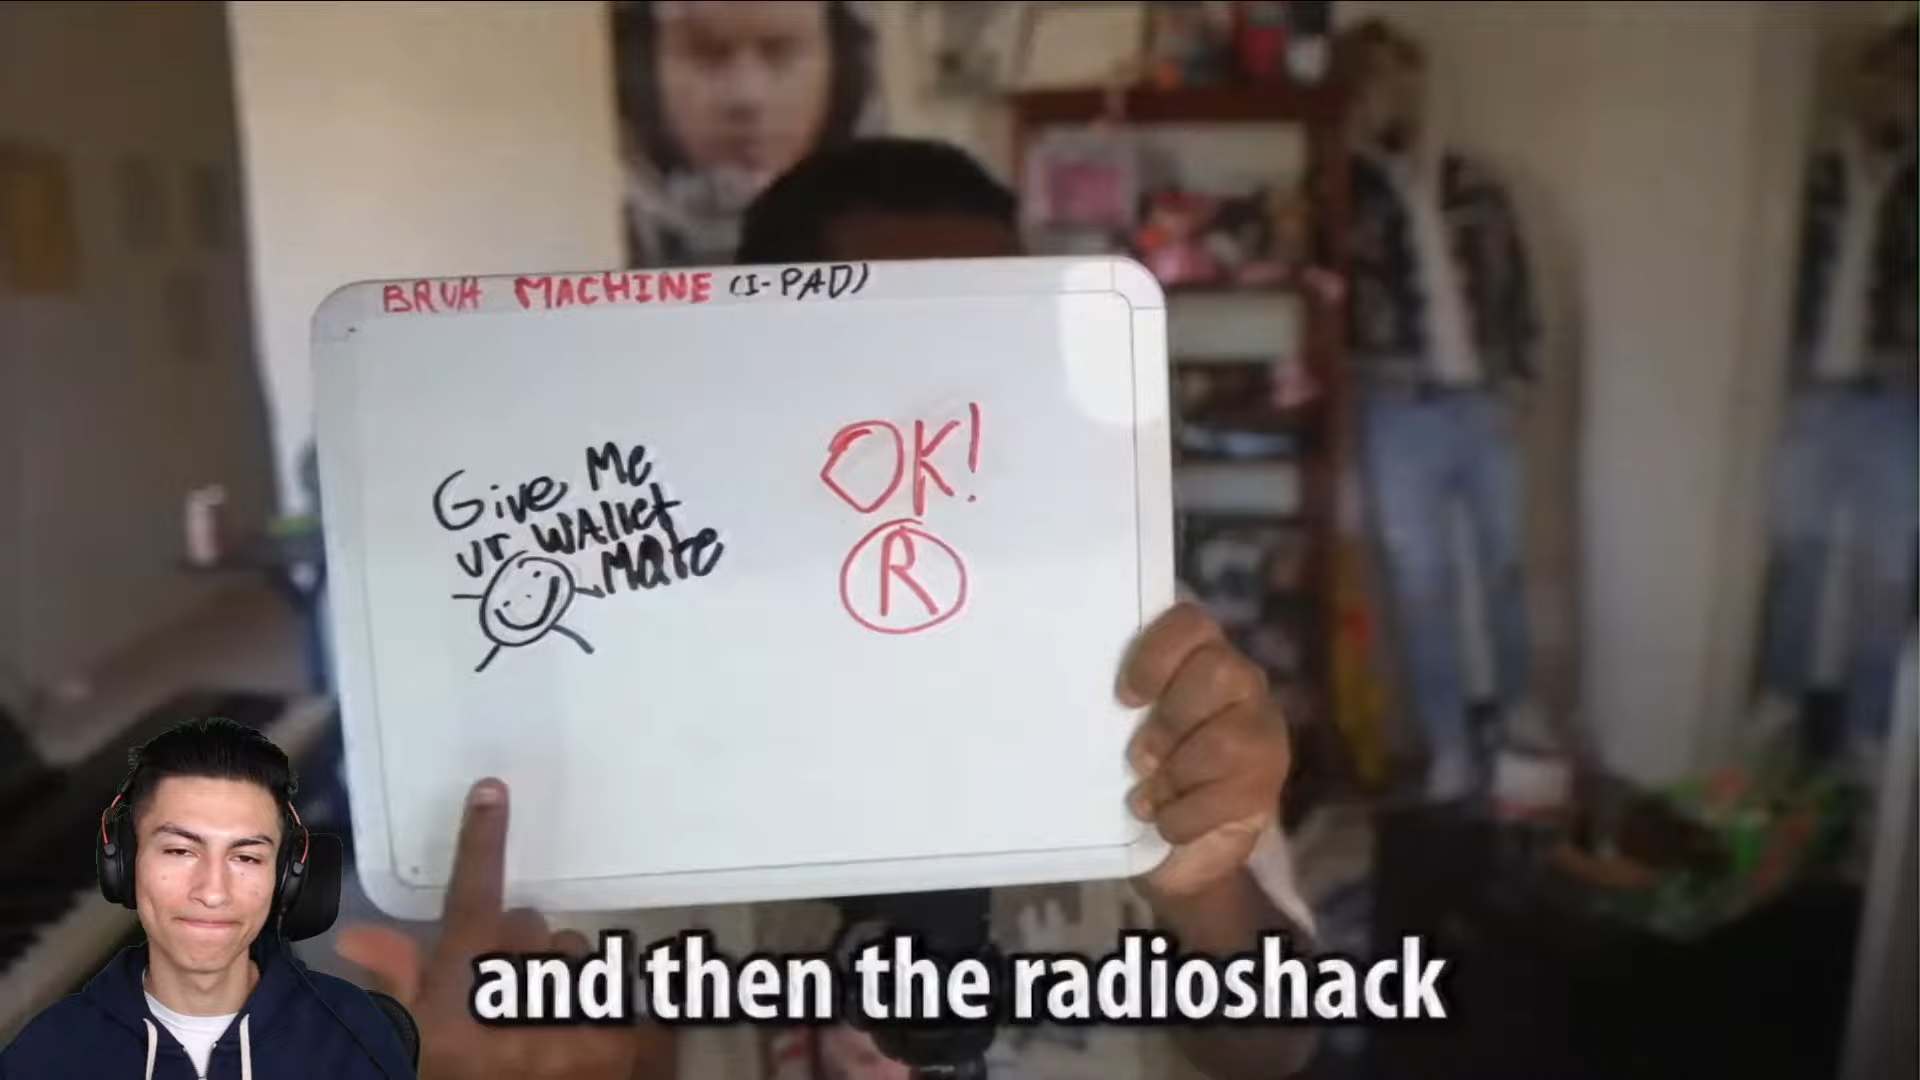 BRUH MACHINE (I-PAD)
Give Me
ur WAllet
Mate
OK!
R
and then the radioshack